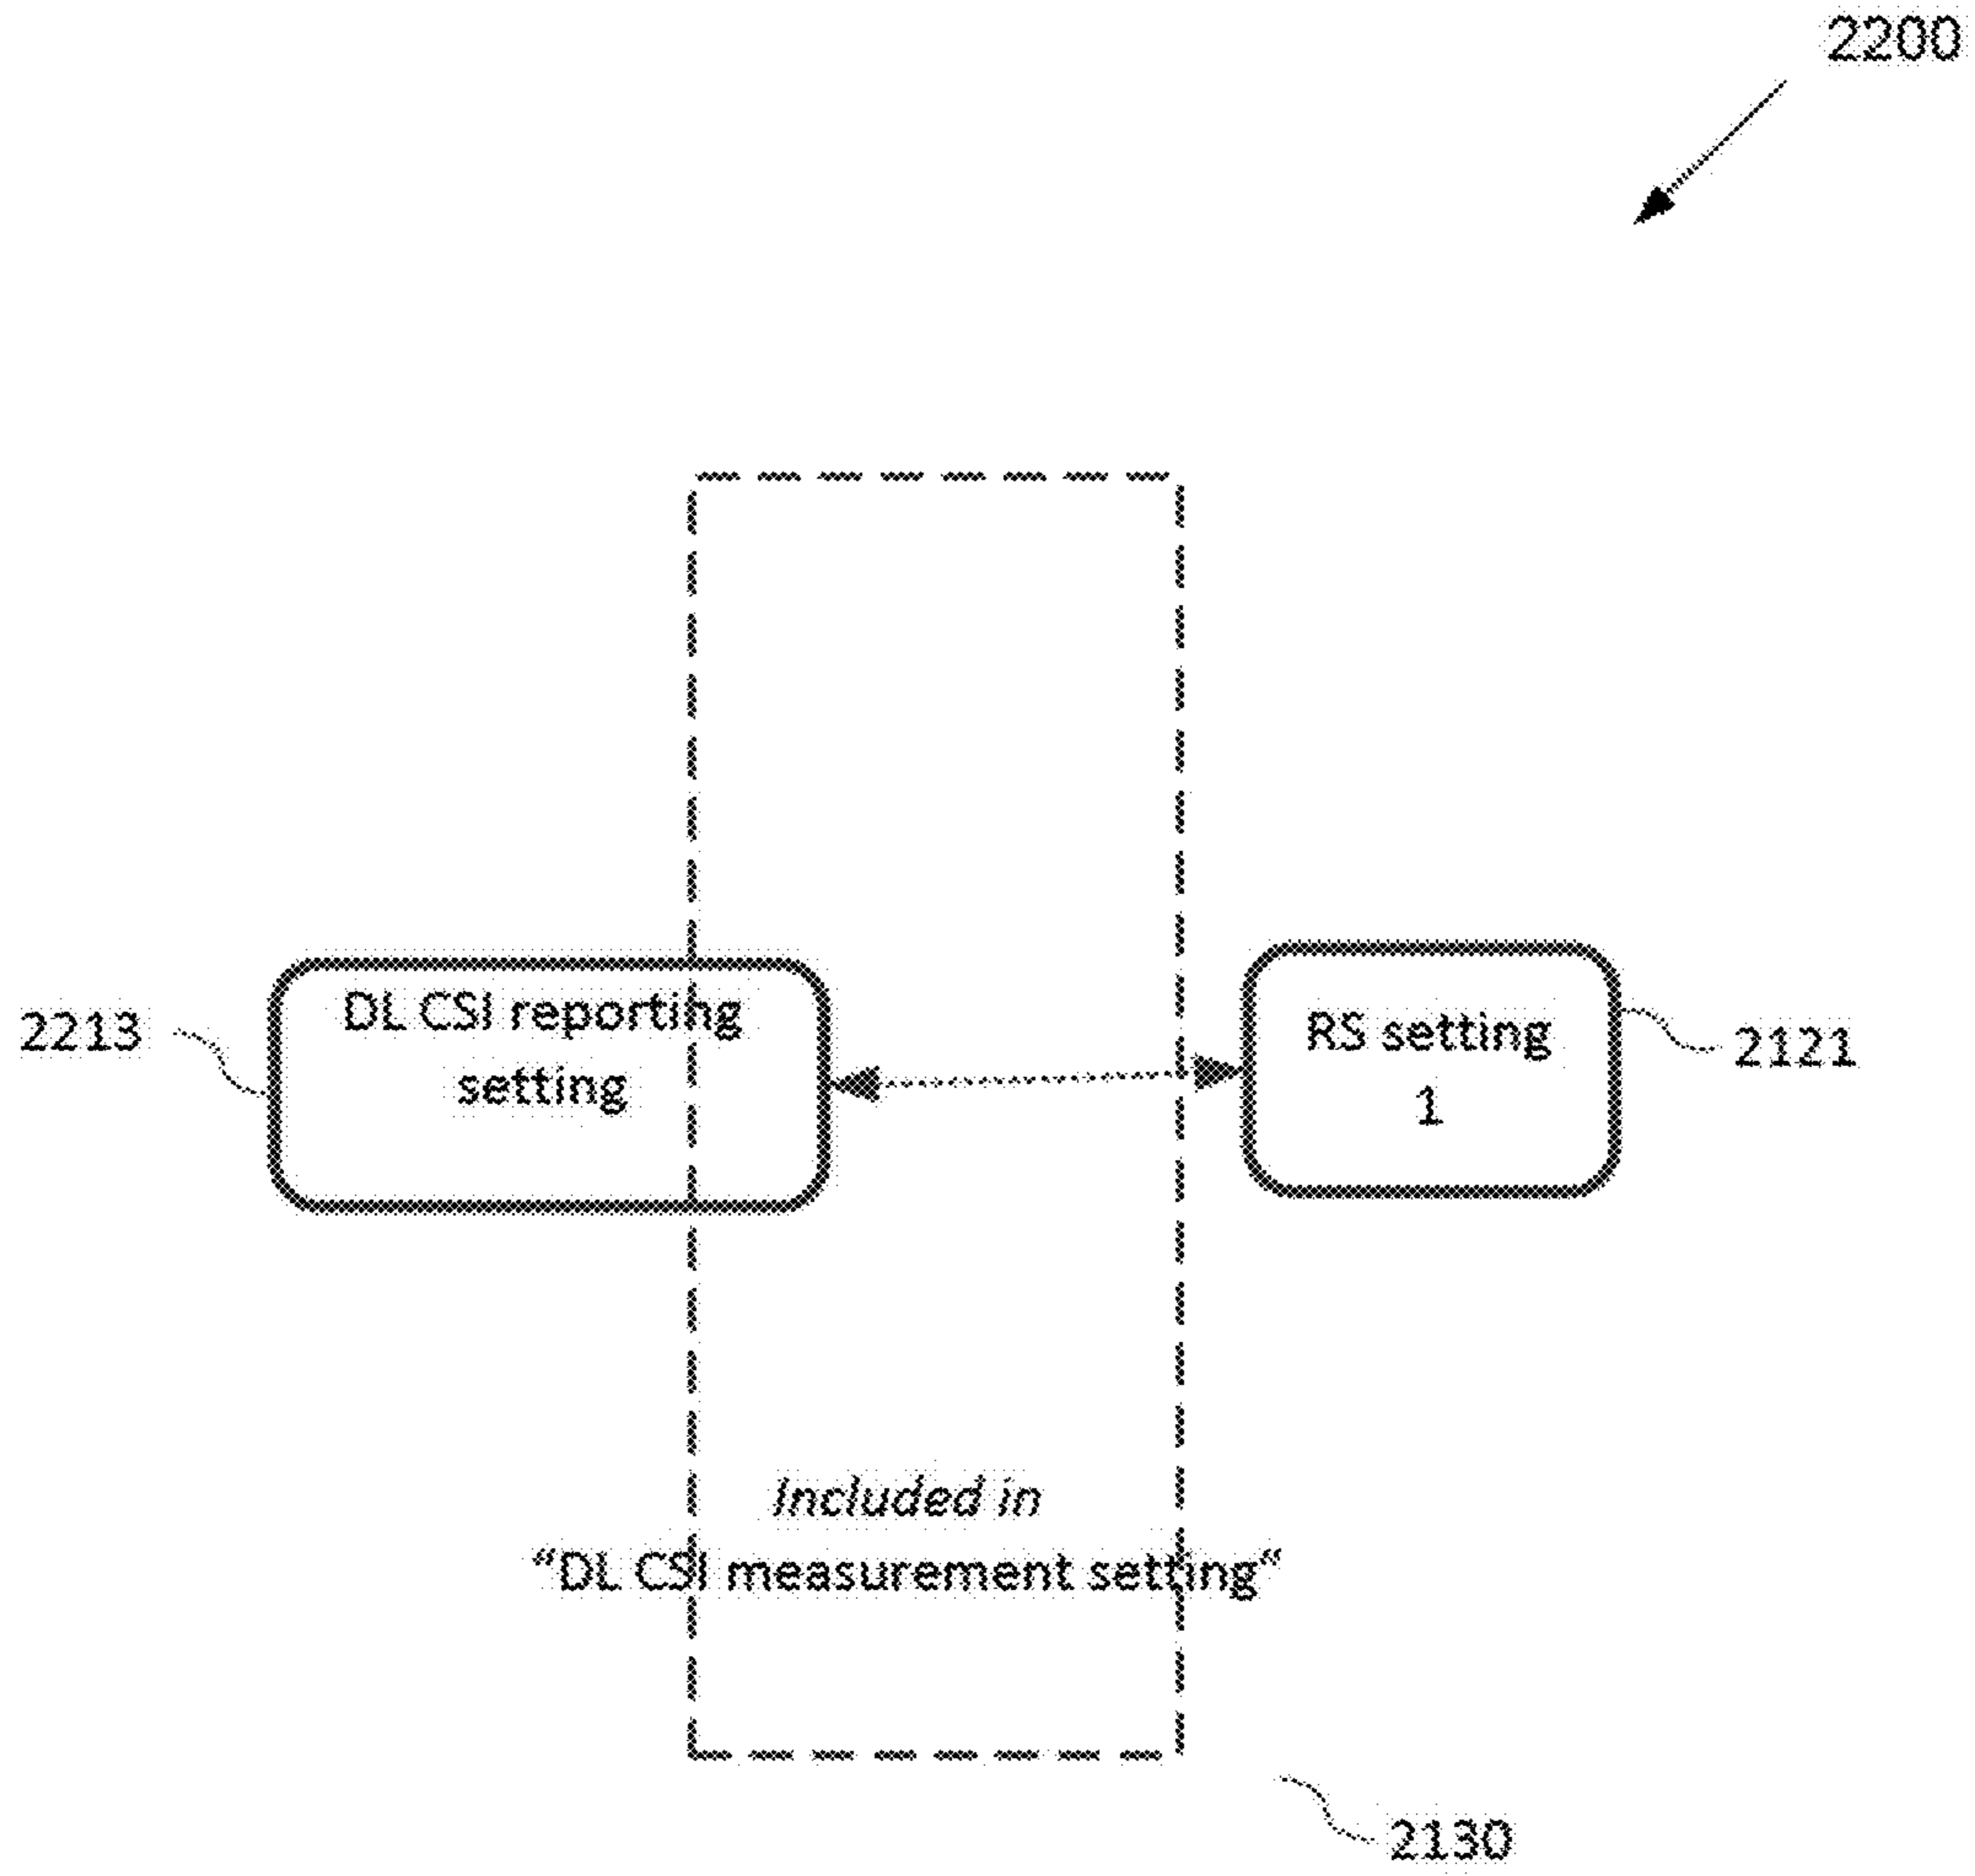 2200
DL CSI reporting
setting
2213
RS setting
1
2121
Included in
“DL CSI measurement setting“
2130